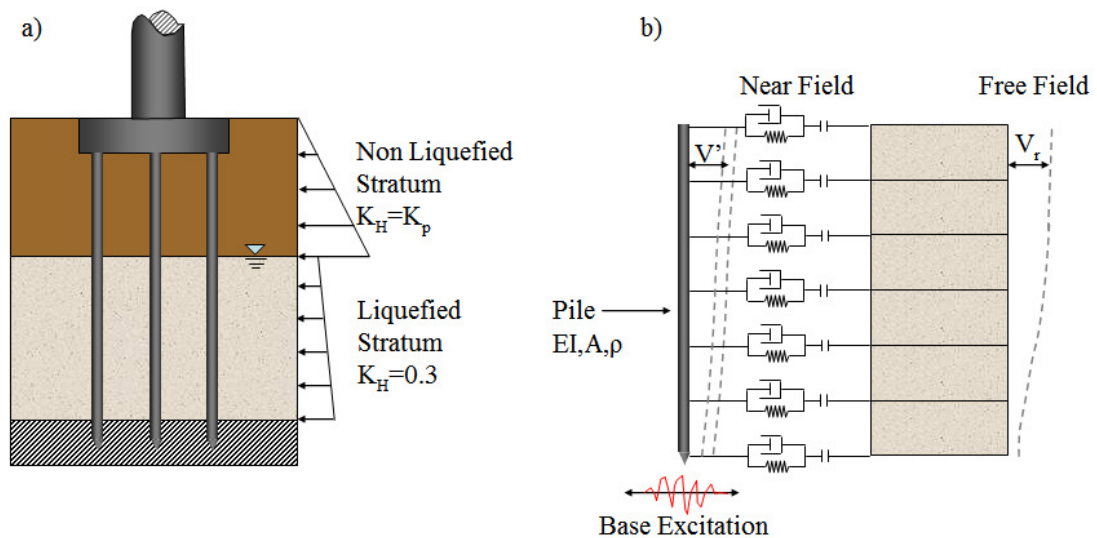 a)
Non Liquefied
Stratum
K_H=K_p
Liquefied
Stratum
K_H=0.3
b)
Near Field
Free Field
V'
V_r
Pile
EI,A,ρ
Base Excitation